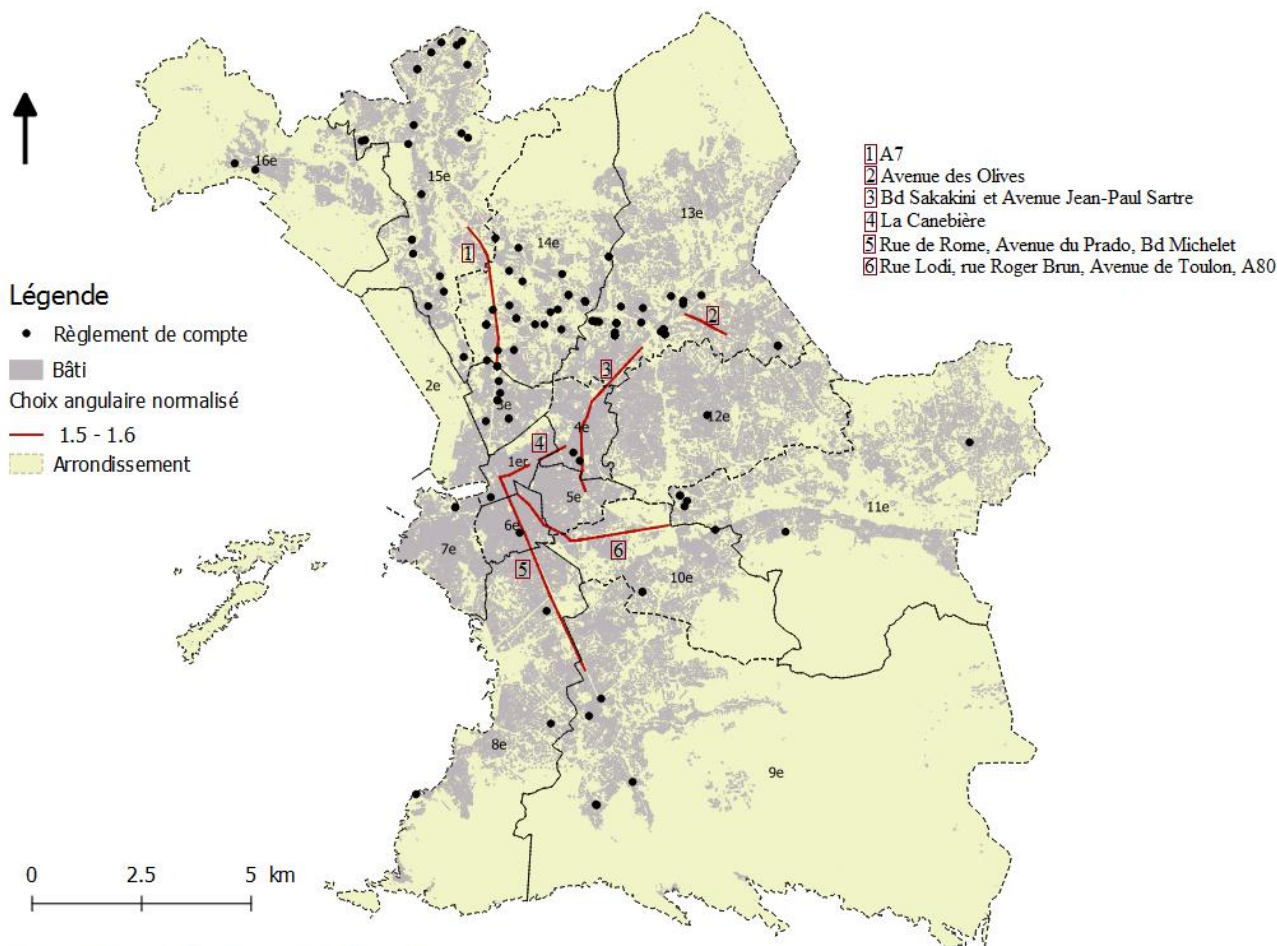 1 A7
2 Avenue des Olives
3 Bd Sakakini et Avenue Jean-Paul Sartre
4 La Canebière
5 Rue de Rome, Avenue du Prado, Bd Michelet
6 Rue Lodi, rue Roger Brun, Avenue de Toulon, A80
16e
15e
13e
14e
1
2
Légende
Règlement de compte
Bâti
Choix angulaire normalisé
1.5 - 1.6
Arrondissement
2e
3
3e
12e
4e
4
1er
5e
11e
6e
7e
6
5
10e
8e
9e
0 2.5 5 km